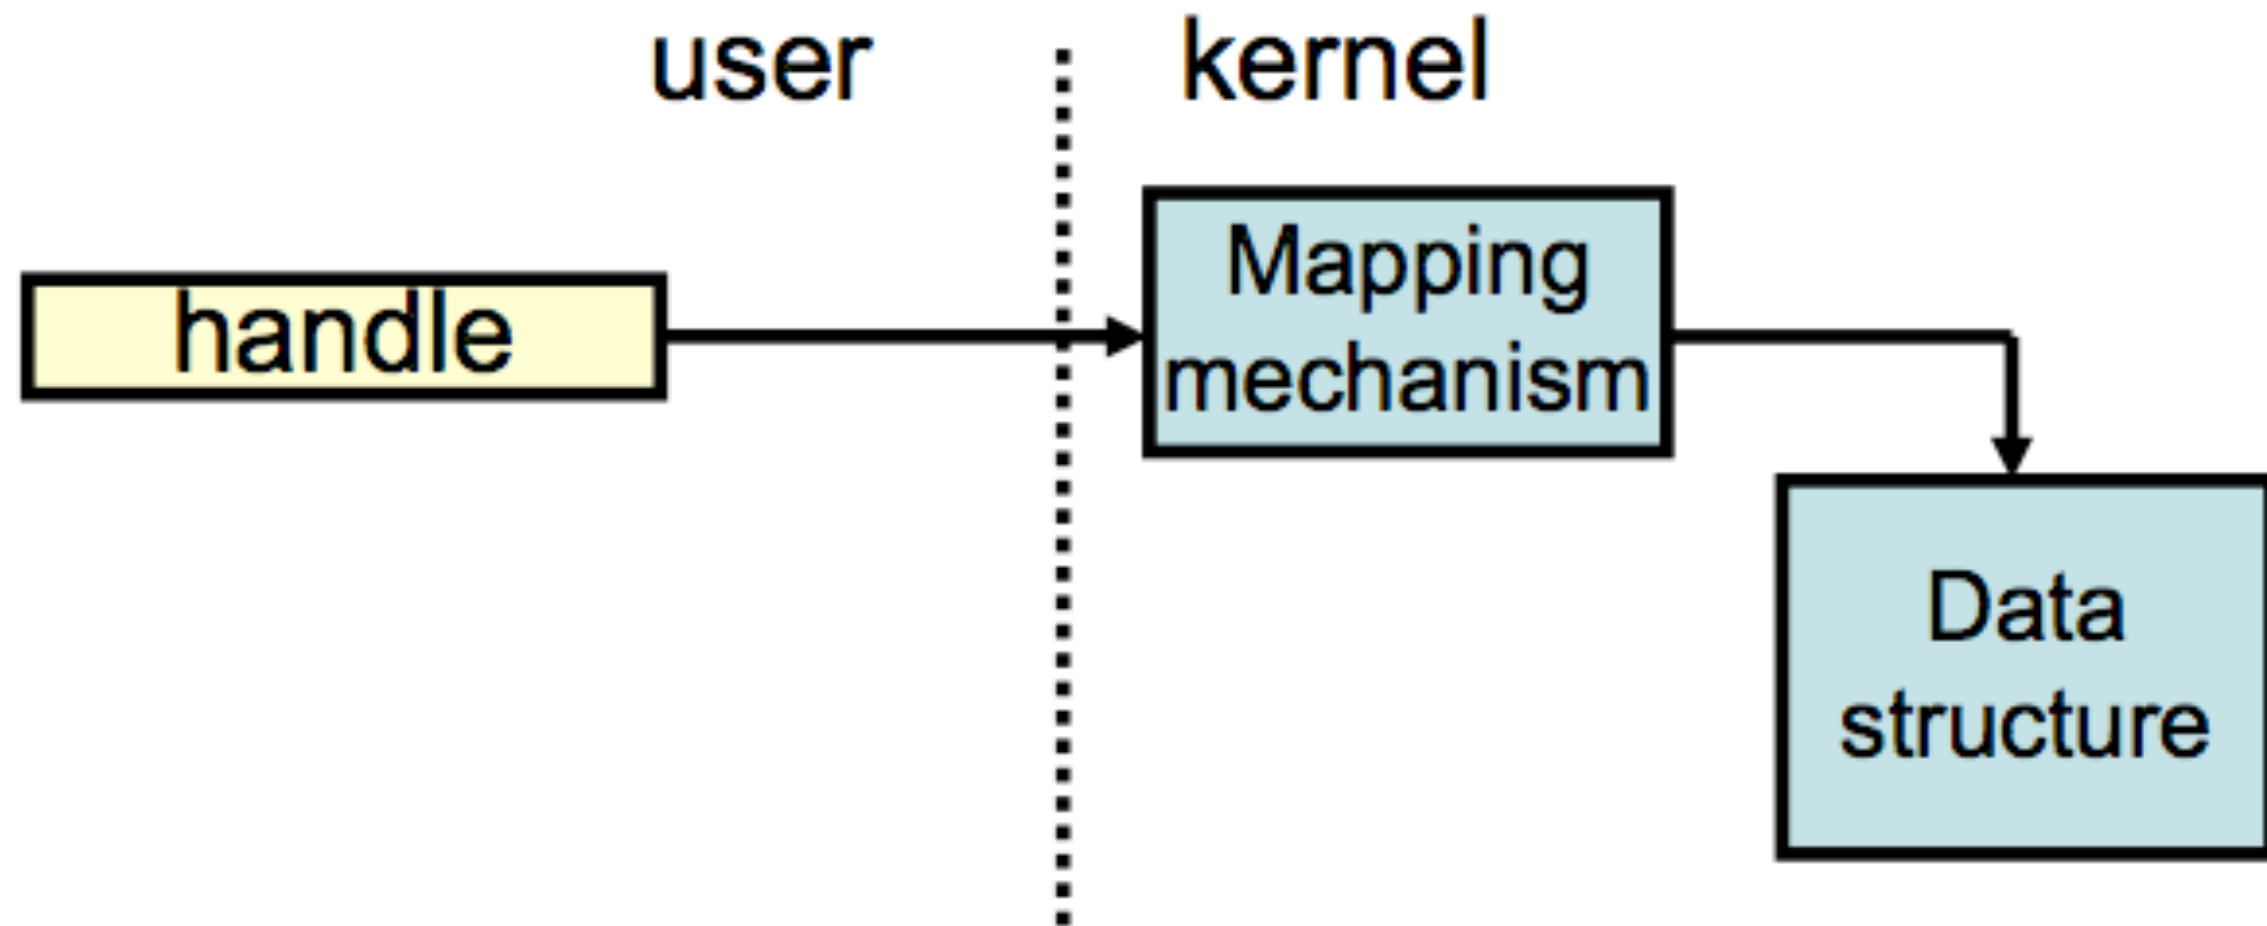 user
kernel
handle
Mapping
mechanism
Data
structure